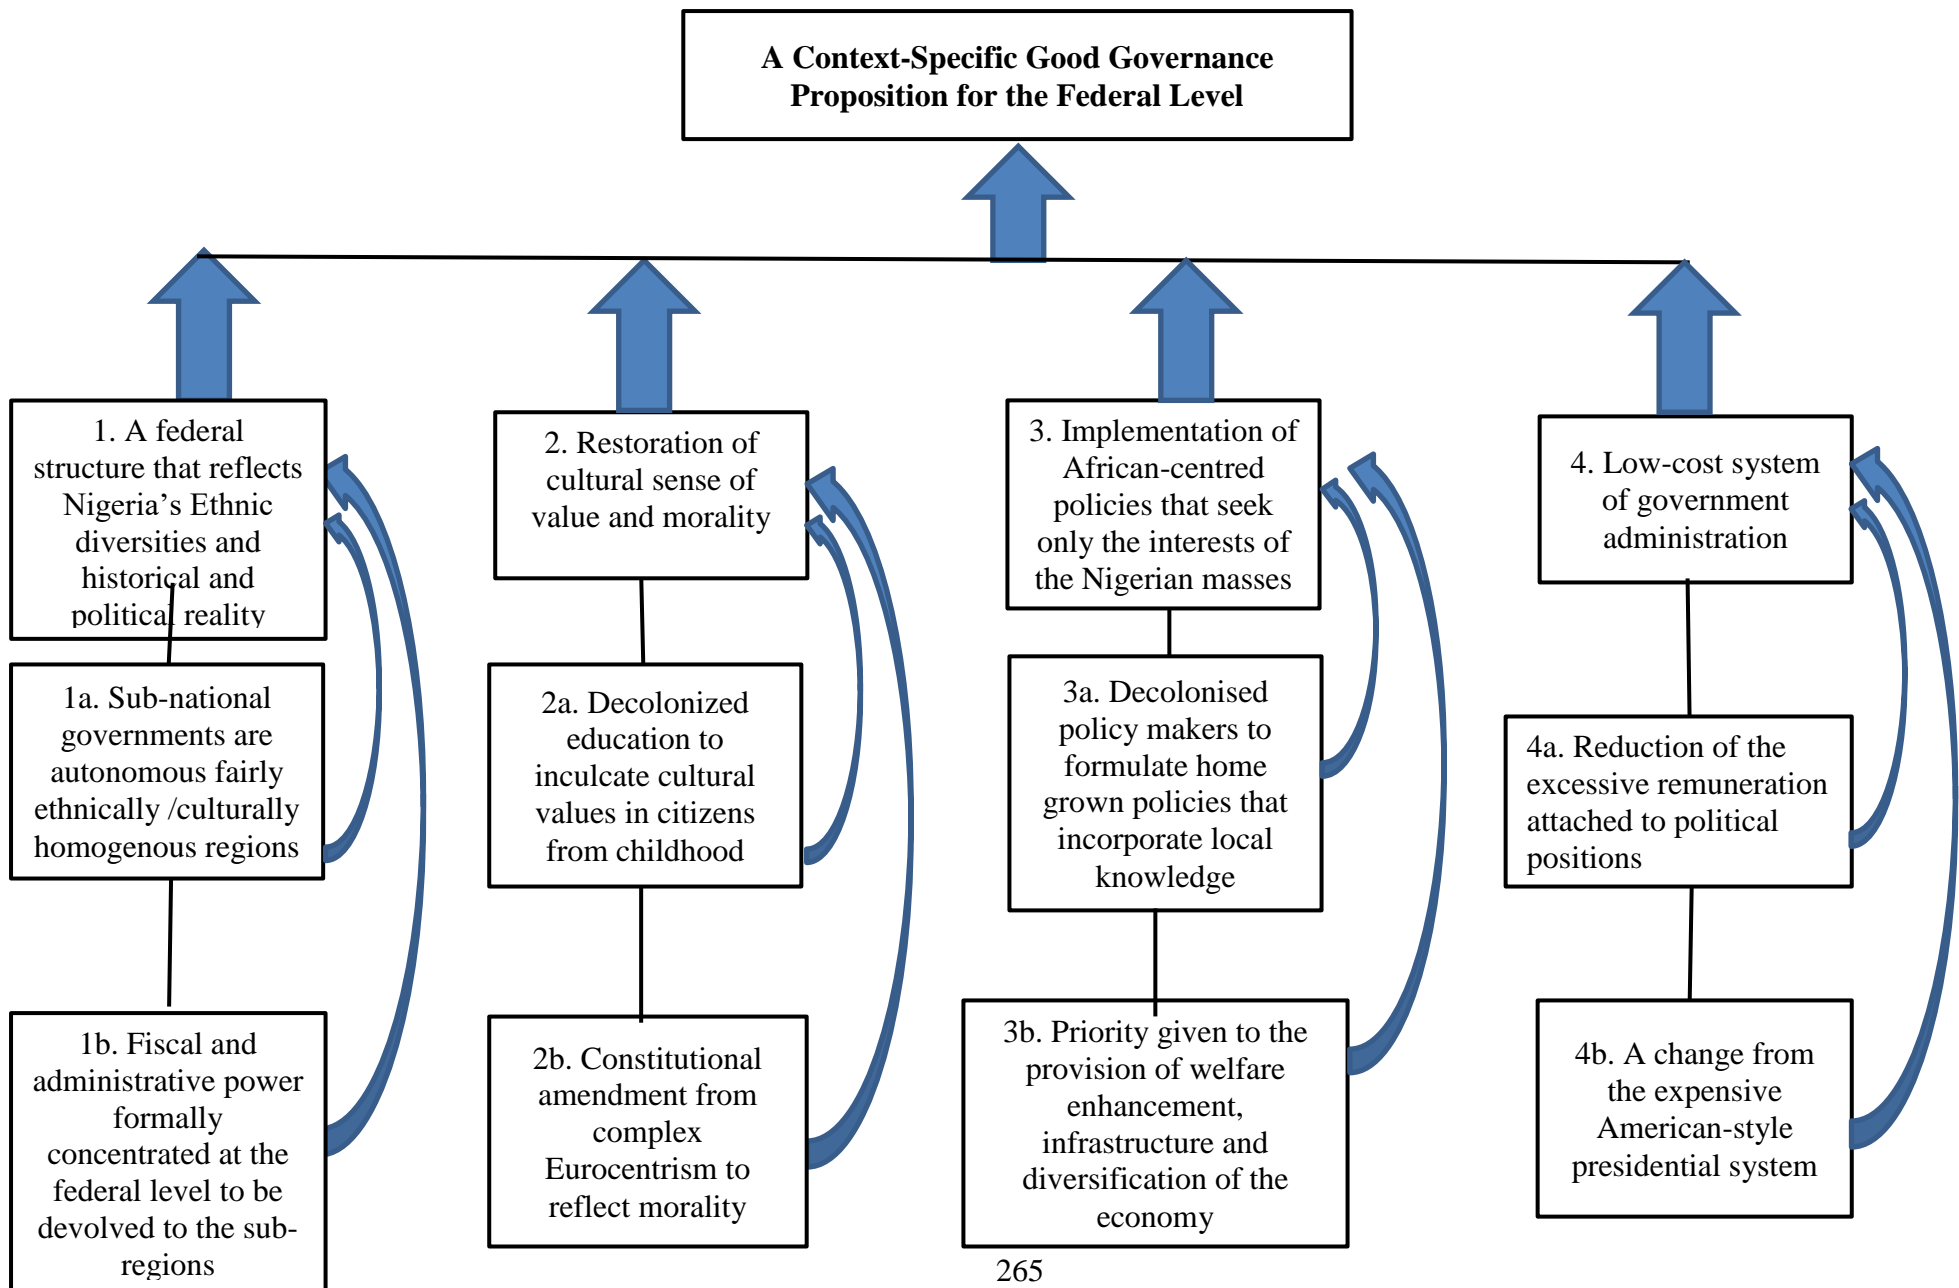 A Context-Specific Good Governance
Proposition for the Federal Level
1. A federal
structure that reflects
Nigeria’s Ethnic
diversities and
historical and
political reality
2. Restoration of
cultural sense of
value and morality
3. Implementation of
African-centred
policies that seek
only the interests of
the Nigerian masses
4. Low-cost system
of government
administration
1a. Sub-national
governments are
autonomous fairly
ethnically /culturally
homogenous regions
2a. Decolonized
education to
inculcate cultural
values in citizens
from childhood
3a. Decolonised
policy makers to
formulate home
grown policies that
incorporate local
knowledge
4a. Reduction of the
excessive remuneration
attached to political
positions
1b. Fiscal and
administrative power
formally
concentrated at the
federal level to be
devolved to the sub-
regions
2b. Constitutional
amendment from
complex
Eurocentrism to
reflect morality
3b. Priority given to the
provision of welfare
enhancement,
infrastructure and
diversification of the
economy
4b. A change from
the expensive
American-style
presidential system
265